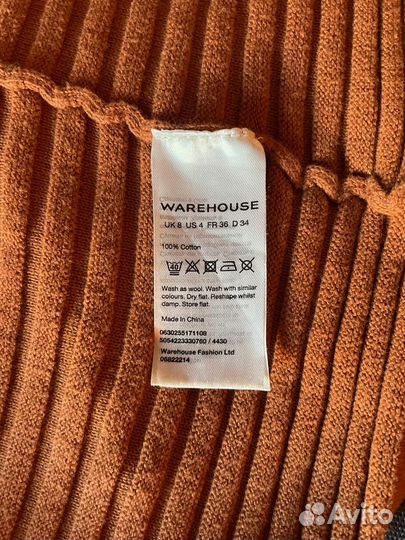 WAREHOUSE
UK 8 US 4 FR 36 D 34
100% Cotton
40
Wash as wool. Wash with similar
colours. Dry flat. Reshape whilst
damp. Store flat.
Made in China
0630255171108
5054223330760 / 4430
Warehouse Fashion Ltd
06822214
Avito